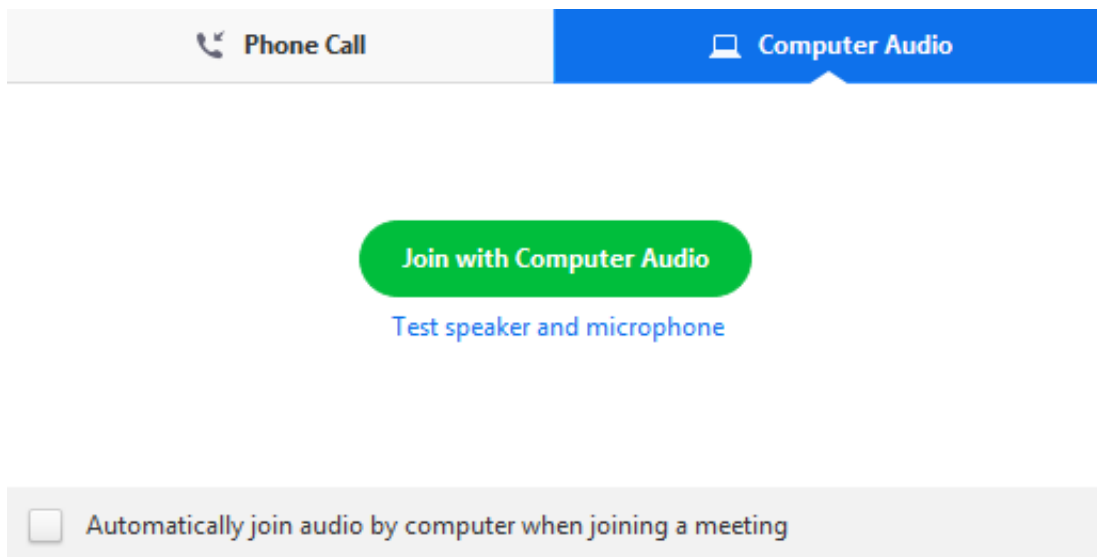 Phone Call
Computer Audio
Join with Computer Audio
Test speaker and microphone
Automatically join audio by computer when joining a meeting